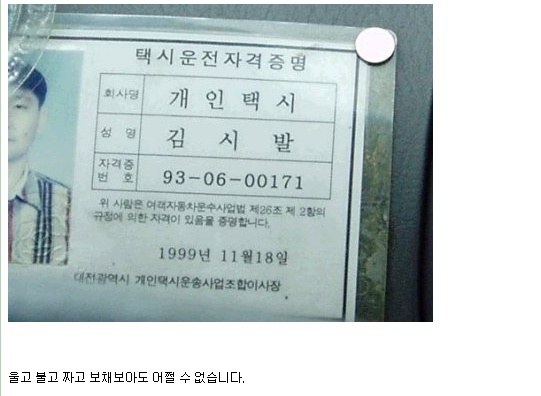 택시운전자격증명
회사명 개인택시
성명 김시발
자격증번호 93-06-00171
위 사람은 여객자동차운수사업법 제26조 제 2항의
규정에 의한 자격이 있음을 증명합니다.
1999년 11월18일
대전광역시 개인택시운송사업조합이사장
울고 불고 짜고 보채보아도 어쩔 수 없습니다.